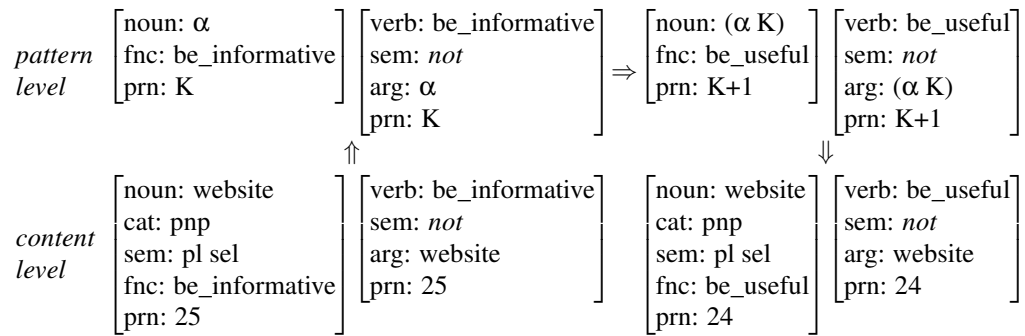 noun: α verb: be_informative noun: (α K) verb: be_useful
pattern fnc: be_informative sem: not ⇒ fnc: be_useful sem: not
level prn: K arg: α prn: K+1 arg: (α K)
prn: K prn: K+1
⇑ ⇓
noun: website verb: be_informative noun: website verb: be_useful
cat: pnp sem: not cat: pnp sem: not
content sem: pl sel arg: website sem: pl sel arg: website
level fnc: be_informative prn: 25 fnc: be_useful prn: 24
prn: 25 prn: 24